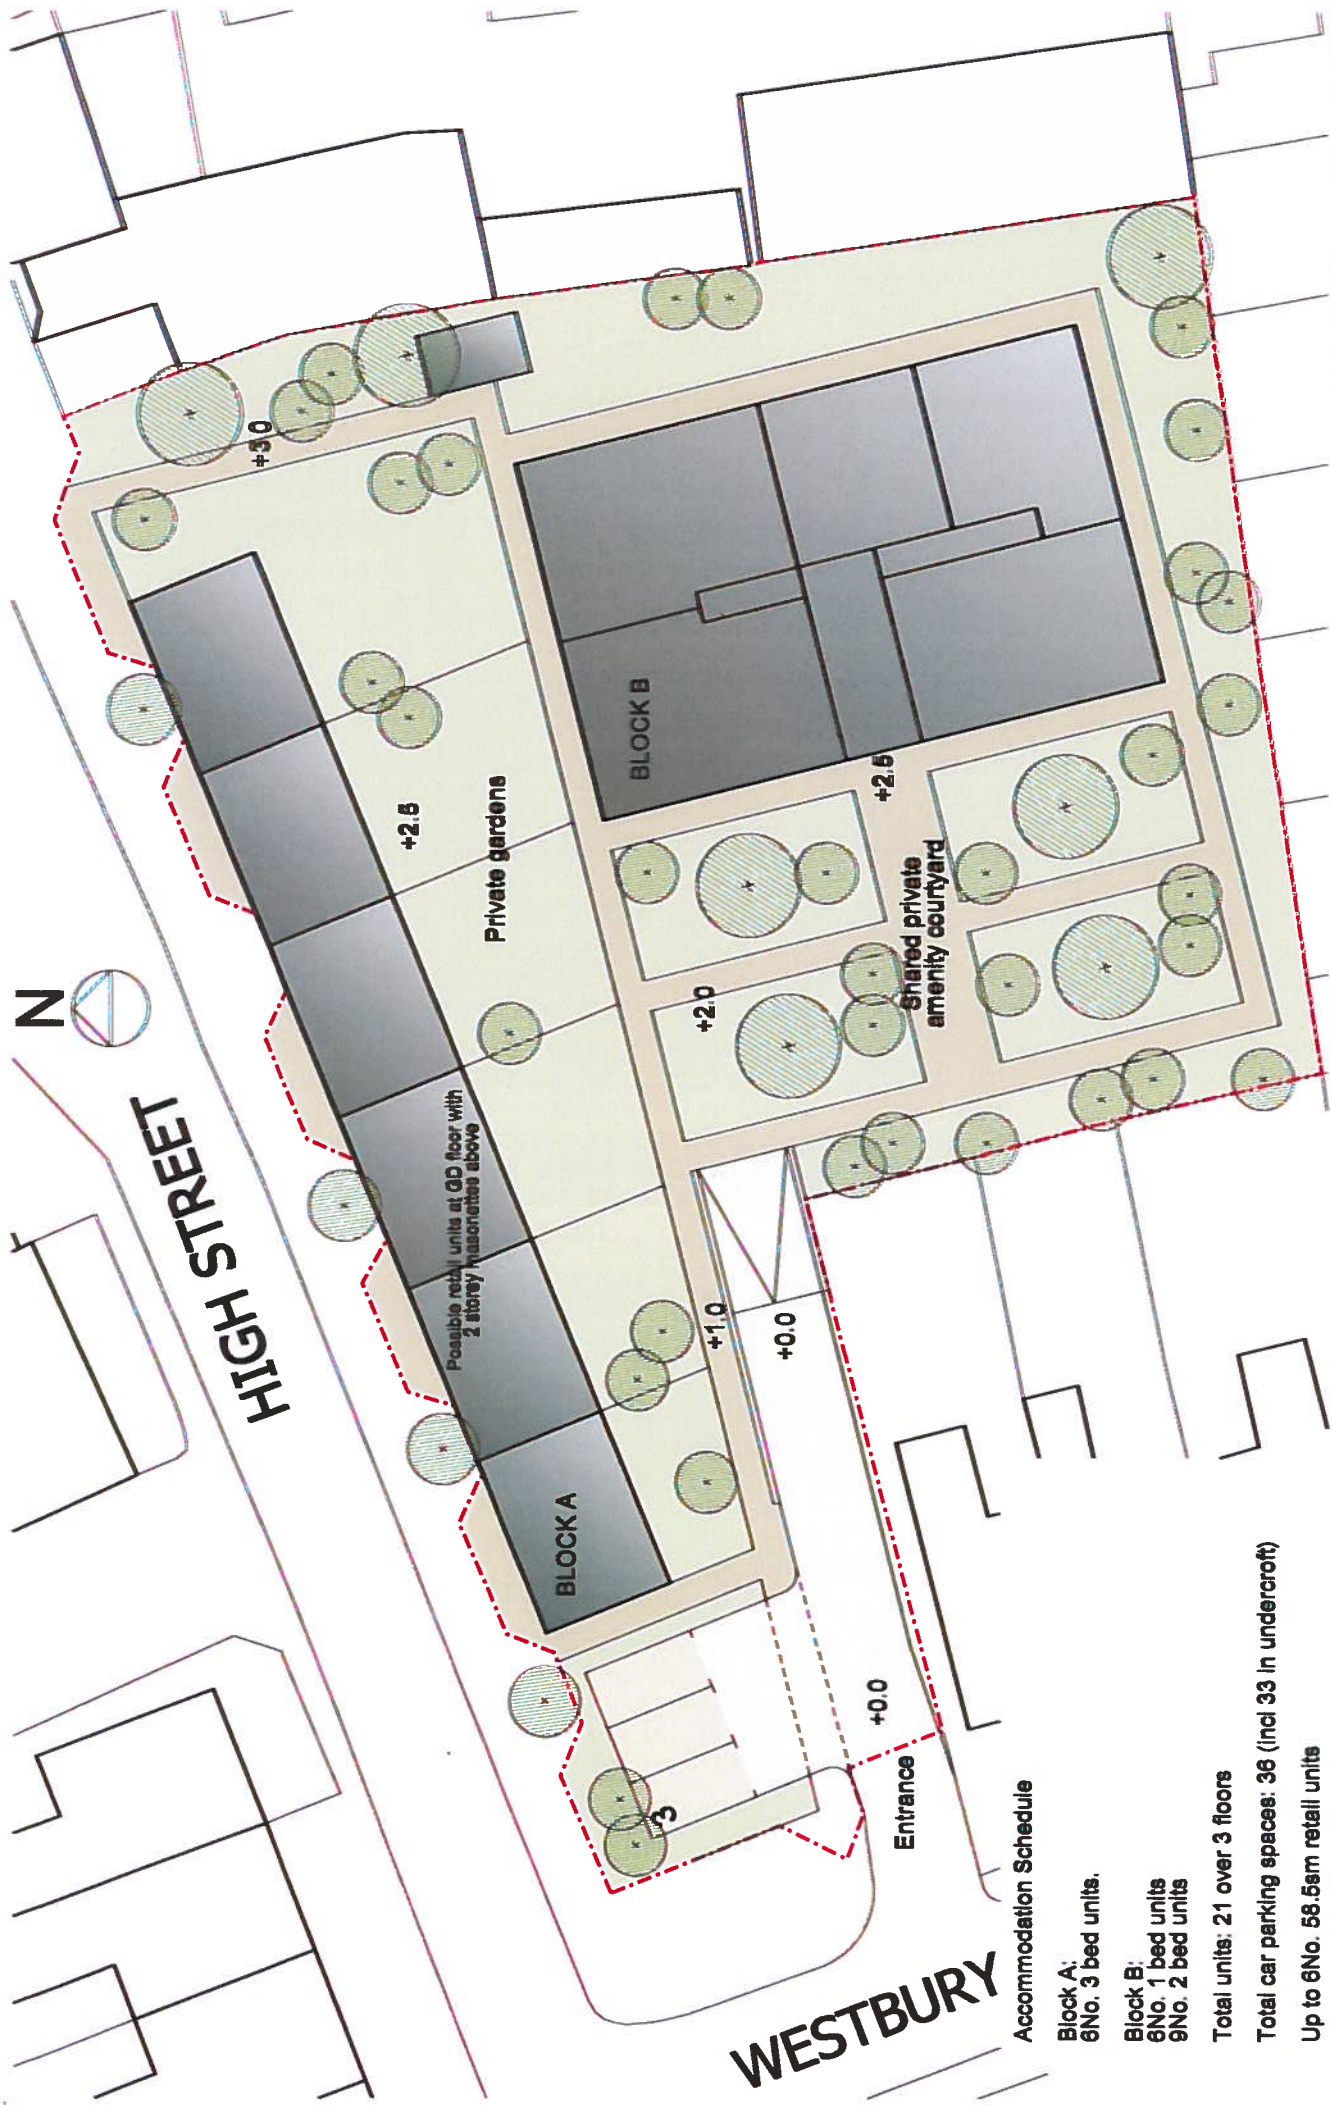 N
HIGH STREET
+3.0
+2.5
Private gardens
BLOCK B
+2.5
Shared private
amenity courtyard
+2.0
Possible retail units at GD floor with
2 storey masonettes above
+1.0
+0.0
BLOCK A
3
+0.0
Entrance
WESTBURY
Accommodation Schedule
Block A:
6No. 3 bed units.
Block B:
6No. 1 bed units
9No. 2 bed units
Total units: 21 over 3 floors
Total car parking spaces: 36 (incl 33 in undercroft)
Up to 6No. 58.5sm retail units